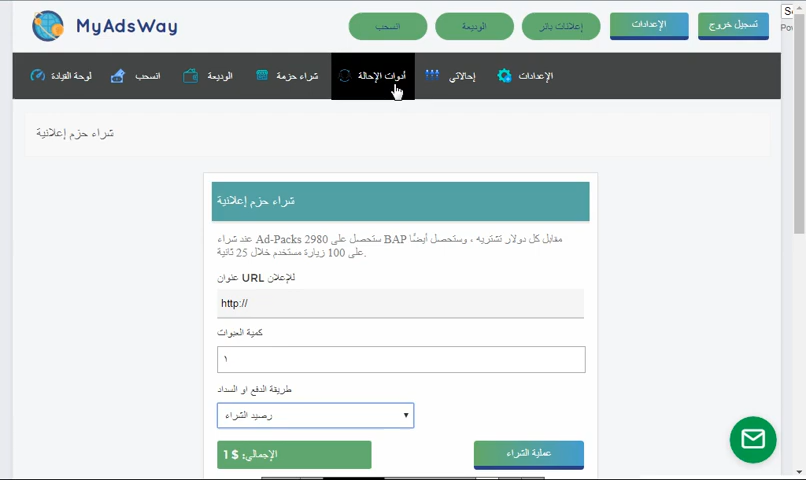 MyAdsWay
السحب
الوديعة
إعلانات بانر
الإعدادات
تسجيل خروج
لوحة القيادة
السحب
الوديعة
شراء حزمة
أدوات الإحالة
إحالاتي
الإعدادات
شراء حزم إعلانية
شراء حزم إعلانية
مقابل كل دولار تشتريه ، وستحصل أيضًا BAP ستحصل على Ad-Packs 2980 عند شراء
على 100 زيارة مستخدم خلال 25 ثانية.
للإعلان URL عنوان
http://
كمية العبوات
١
طريقة الدفع او السداد
رصيد الشراء
الإجمالي: $ 1
عملية الشراء